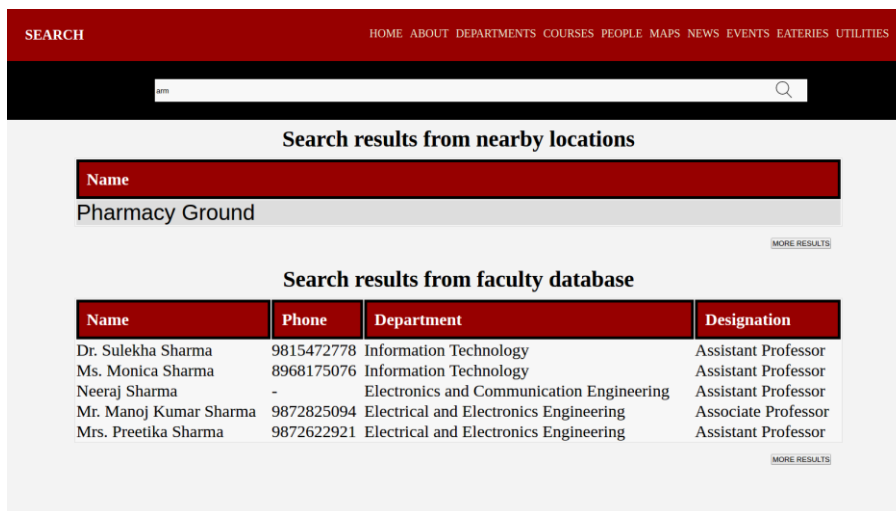 SEARCH HOME ABOUT DEPARTMENTS COURSES PEOPLE MAPS NEWS EVENTS EATERIES UTILITIES
arm
Search results from nearby locations
Name
Pharmacy Ground
MORE RESULTS
Search results from faculty database
Name Phone Department Designation
Dr. Sulekha Sharma 9815472778 Information Technology Assistant Professor
Ms. Monica Sharma 8968175076 Information Technology Assistant Professor
Neeraj Sharma - Electronics and Communication Engineering Assistant Professor
Mr. Manoj Kumar Sharma 9872825094 Electrical and Electronics Engineering Associate Professor
Mrs. Preetika Sharma 9872622921 Electrical and Electronics Engineering Assistant Professor
MORE RESULTS